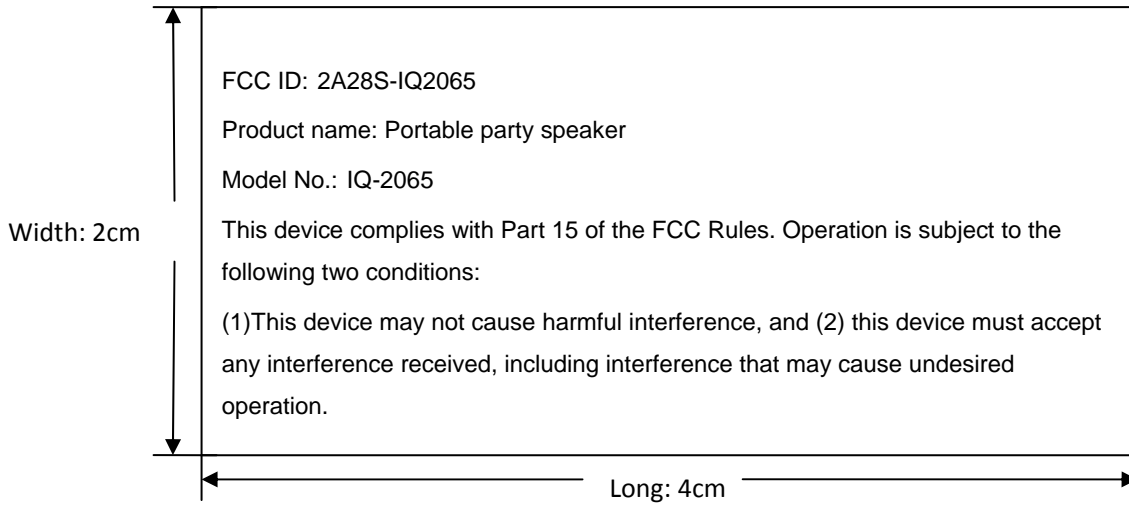 FCC ID: 2A28S-IQ2065
Product name: Portable party speaker
Model No.: IQ-2065
Width: 2cm
This device complies with Part 15 of the FCC Rules. Operation is subject to the
following two conditions:
(1)This device may not cause harmful interference, and (2) this device must accept
any interference received, including interference that may cause undesired
operation.
Long: 4cm